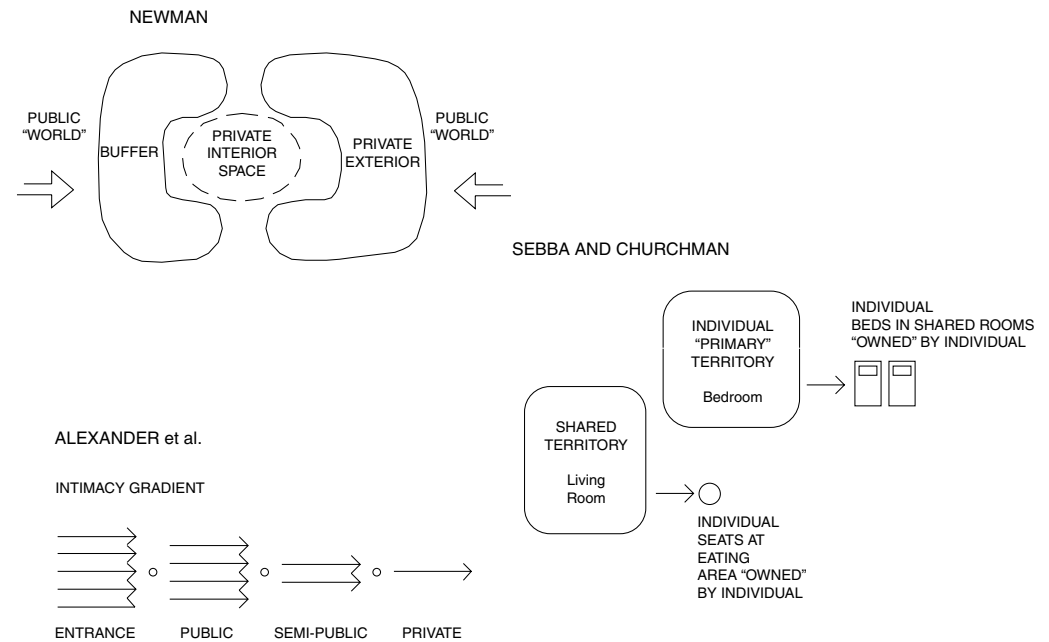 NEWMAN
PUBLIC
“WORLD”
BUFFER
PRIVATE
INTERIOR
SPACE
PRIVATE
EXTERIOR
PUBLIC
“WORLD”
SEBBA AND CHURCHMAN
INDIVIDUAL
“PRIMARY”
TERRITORY
Bedroom
INDIVIDUAL
BEDS IN SHARED ROOMS
“OWNED” BY INDIVIDUAL
SHARED
TERRITORY
Living
Room
INDIVIDUAL
SEATS AT
EATING
AREA “OWNED”
BY INDIVIDUAL
ALEXANDER et al.
INTIMACY GRADIENT
ENTRANCE PUBLIC SEMI-PUBLIC PRIVATE